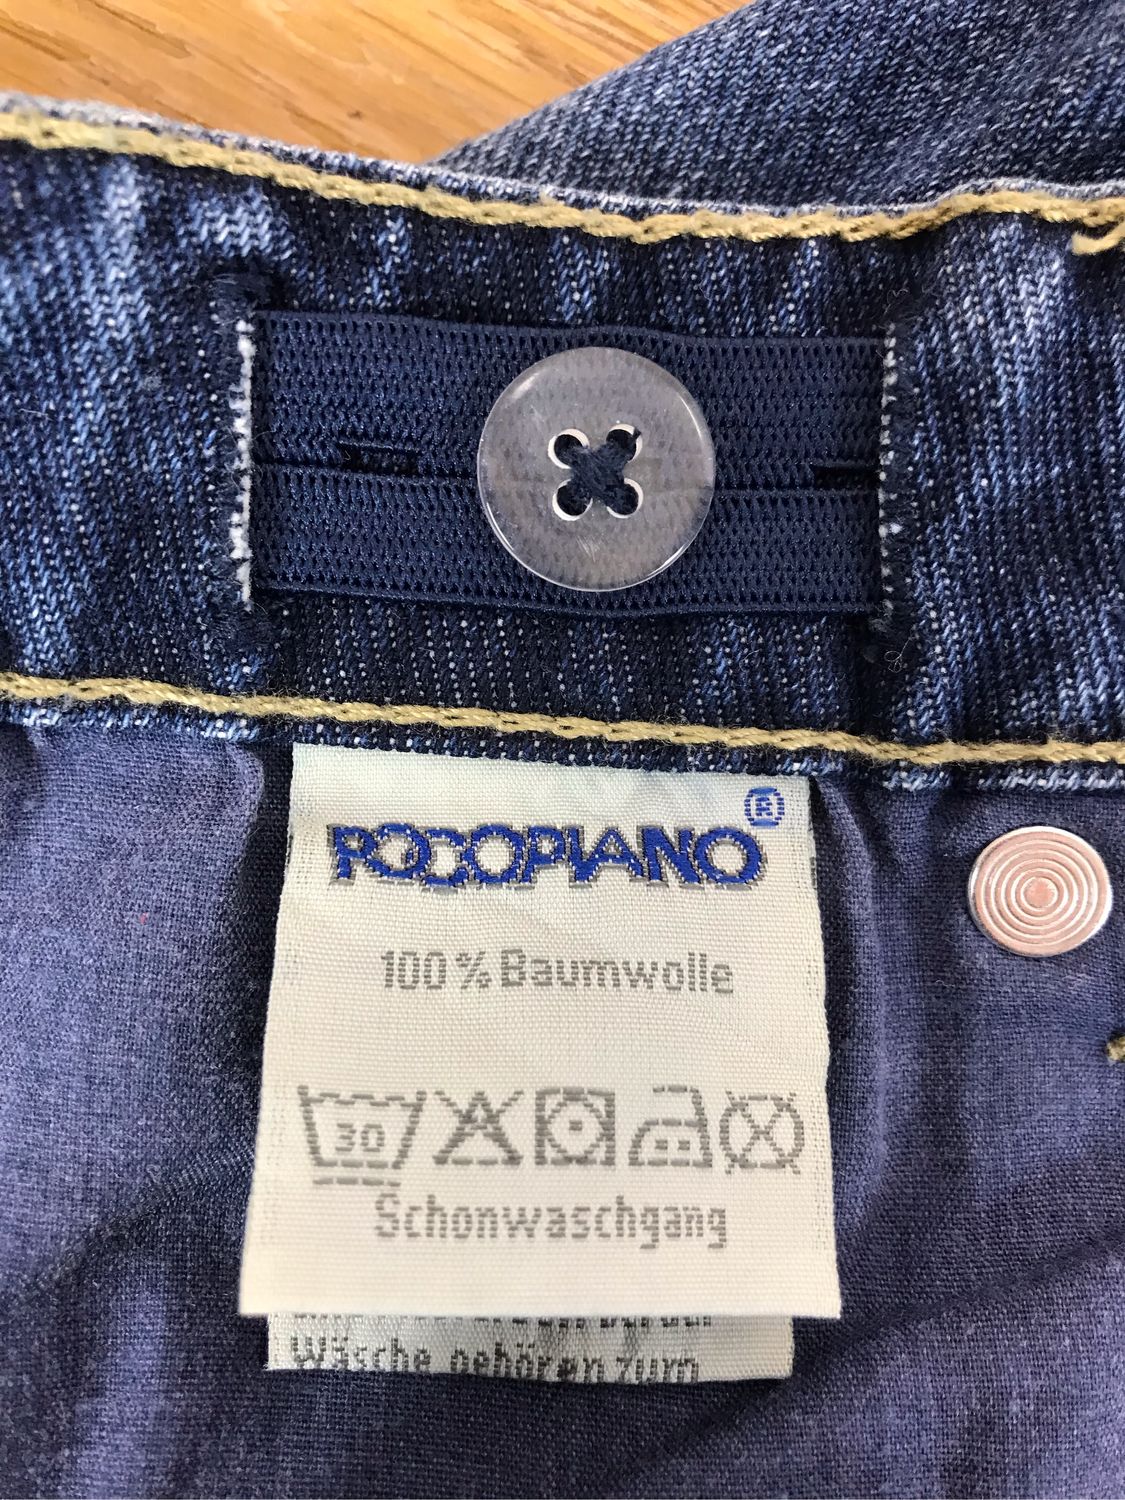 POCOPIANO®
100% Baumwolle
30
Schonwaschgang
Wäsche gehören zum